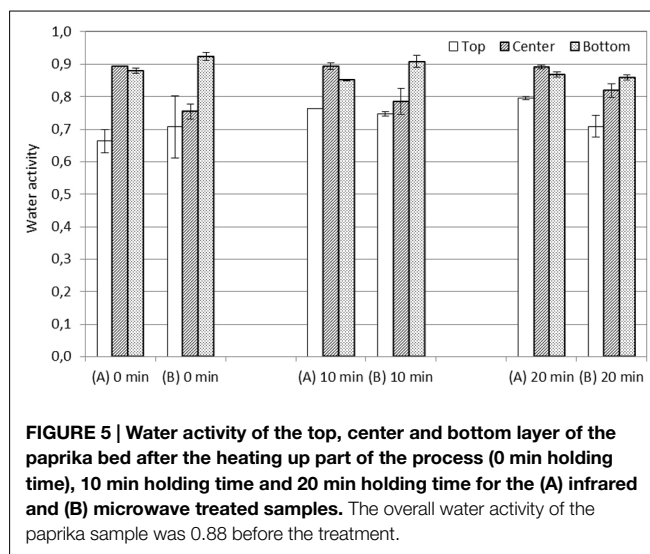 1,0
0,9
0,8
0,7
0,6
0,5
0,4
0,3
0,2
0,1
0,0
Water activity
Top Center Bottom
(A) 0 min (B) 0 min (A) 10 min (B) 10 min (A) 20 min (B) 20 min
FIGURE 5 | Water activity of the top, center and bottom layer of the
paprika bed after the heating up part of the process (0 min holding
time), 10 min holding time and 20 min holding time for the (A) infrared
and (B) microwave treated samples. The overall water activity of the
paprika sample was 0.88 before the treatment.